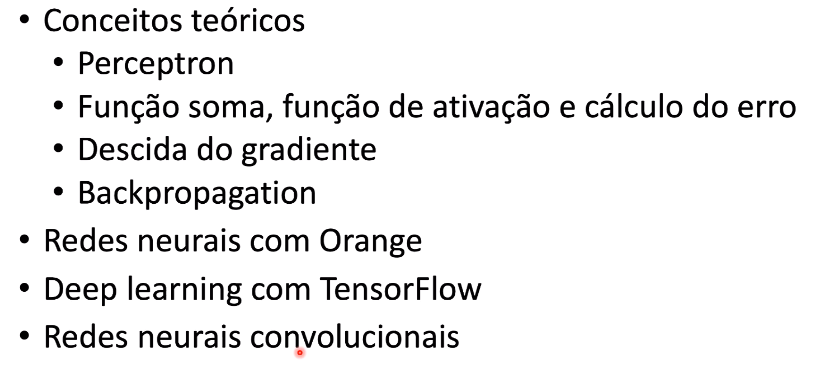 • Conceitos teóricos
• Perceptron
• Função soma, função de ativação e cálculo do erro
• Descida do gradiente
• Backpropagation
• Redes neurais com Orange
• Deep learning com TensorFlow
• Redes neurais convolucionais